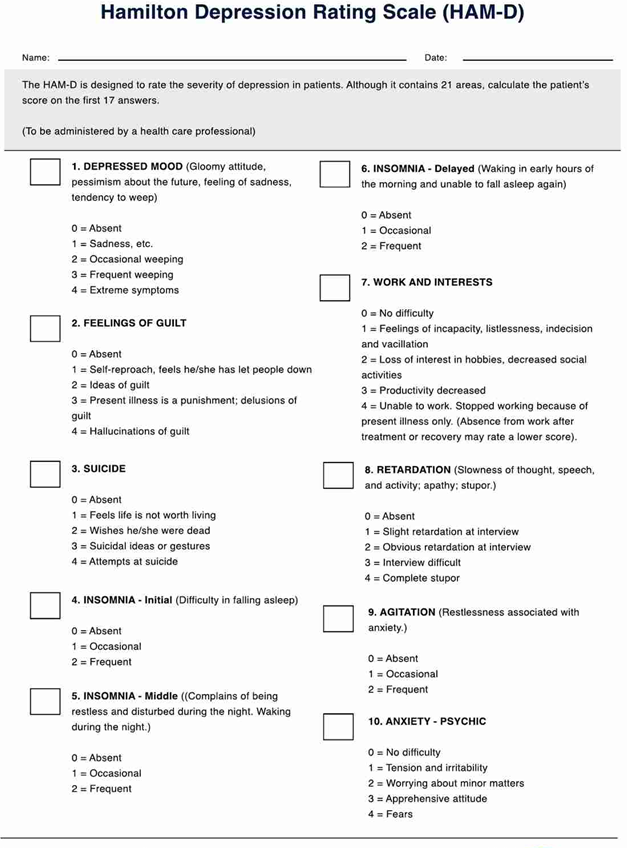 Hamilton Depression Rating Scale (HAM-D)
Name:
Date:
The HAM-D is designed to rate the severity of depression in patients. Although it contains 21 areas, calculate the patient's
score on the first 17 answers.
(To be administered by a health care professional)
1. DEPRESSED MOOD (Gloomy attitude,
pessimism about the future, feeling of sadness,
tendency to weep)
0 = Absent
1 = Sadness, etc.
2 = Occasional weeping
3 = Frequent weeping
4 = Extreme symptoms
2. FEELINGS OF GUILT
0 = Absent
1 = Self-reproach, feels he/she has let people down
2 = Ideas of guilt
3 = Present illness is a punishment; delusions of
guilt
4 = Hallucinations of guilt
3. SUICIDE
0 = Absent
1 = Feels life is not worth living
2 = Wishes he/she were dead
3 = Suicidal ideas or gestures
4 = Attempts at suicide
4. INSOMNIA - Initial (Difficulty in falling asleep)
0 = Absent
1 = Occasional
2 = Frequent
5. INSOMNIA - Middle ((Complains of being
restless and disturbed during the night. Waking
during the night.)
0 = Absent
1 = Occasional
2 = Frequent
6. INSOMNIA - Delayed (Waking in early hours of
the morning and unable to fall asleep again)
0 = Absent
1 = Occasional
2 = Frequent
7. WORK AND INTERESTS
0 = No difficulty
1 = Feelings of incapacity, listlessness, indecision
and vacillation
2 = Loss of interest in hobbies, decreased social
activities
3 = Productivity decreased
4 = Unable to work. Stopped working because of
present illness only. (Absence from work after
treatment or recovery may rate a lower score).
8. RETARDATION (Slowness of thought, speech,
and activity; apathy; stupor.)
0 = Absent
1 = Slight retardation at interview
2 = Obvious retardation at interview
3 = Interview difficult
4 = Complete stupor
9. AGITATION (Restlessness associated with
anxiety.)
0 = Absent
1 = Occasional
2 = Frequent
10. ANXIETY - PSYCHIC
0 = No difficulty
1 = Tension and irritability
2 = Worrying about minor matters
3 = Apprehensive attitude
4 = Fears